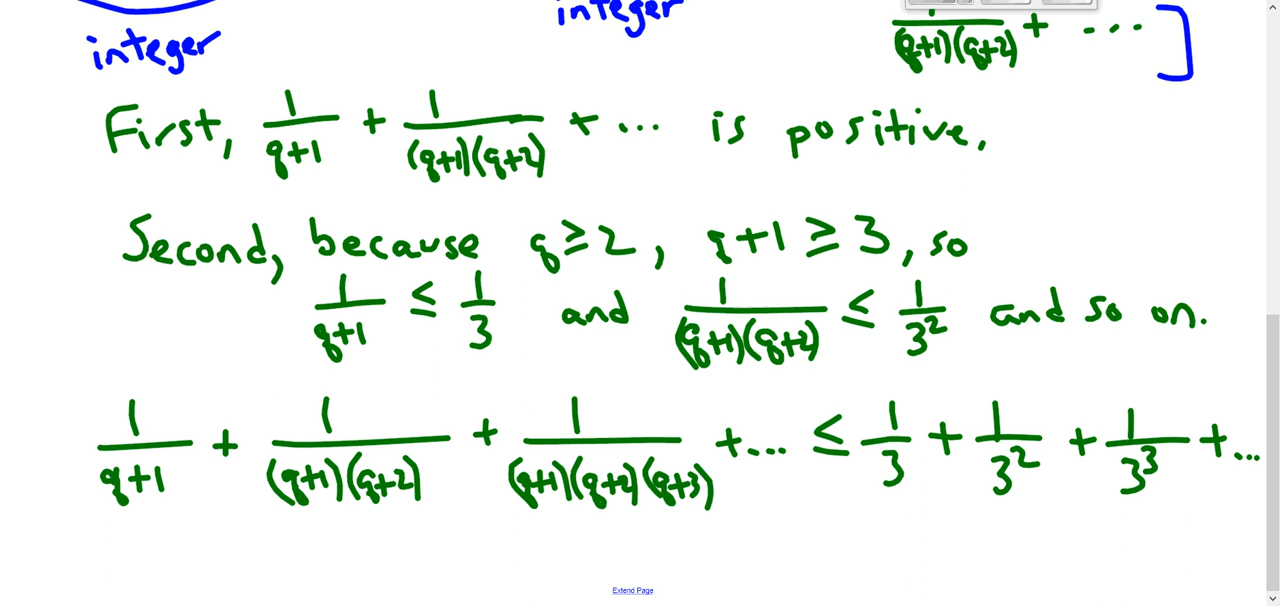 integer
integer
1/((q+1)(q+2)) + ... ]
First, 1/(q+1) + 1/((q+1)(q+2)) + ... is positive.
Second, because q ≥ 2, q+1 ≥ 3, so
1/(q+1) ≤ 1/3 and 1/((q+1)(q+2)) ≤ 1/3² and so on.
1/(q+1) + 1/((q+1)(q+2)) + 1/((q+1)(q+2)(q+3)) + ... ≤ 1/3 + 1/3² + 1/3³ + ...
Extend Page